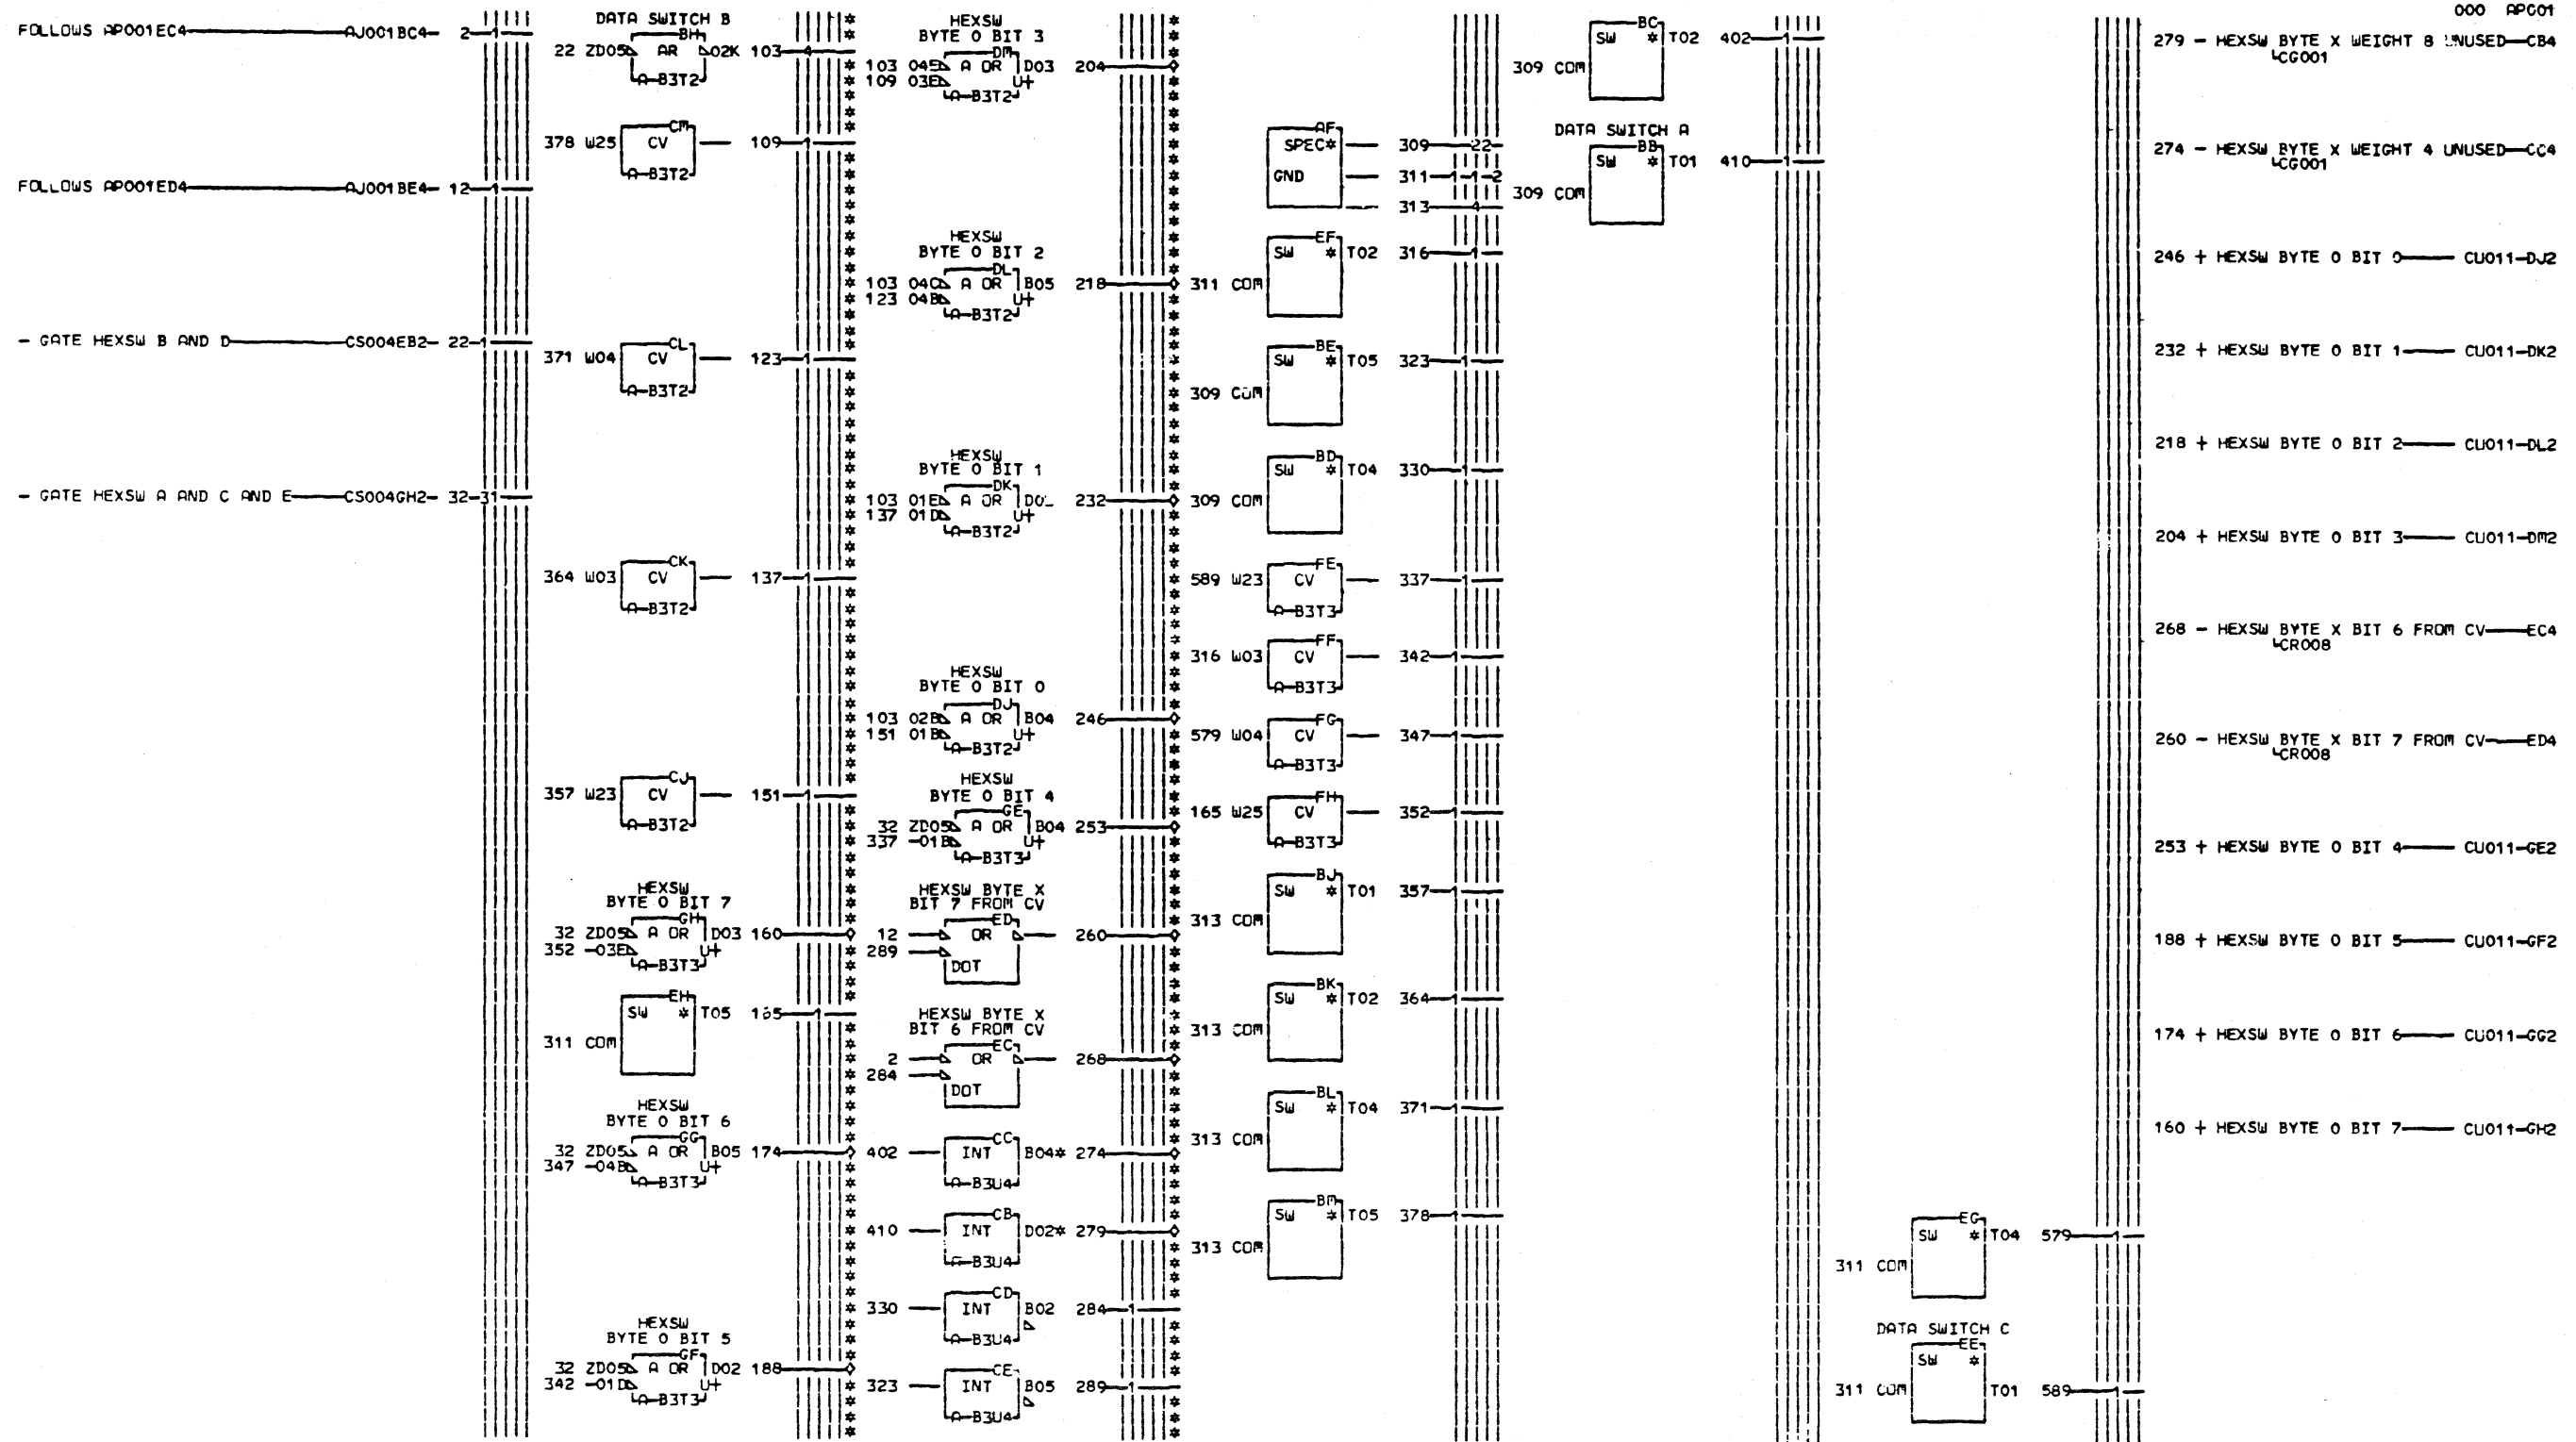 FOLLOWS AP001EC4 AJ001BC4- 2-1
FOLLOWS AP001ED4 AJ001BE4- 12-1
- GATE HEXSW B AND D CS004EB2- 22-1
- GATE HEXSW A AND C AND E CS004GH2- 32-31
DATA SWITCH B
BH
22 ZD05 AR 02K 103-4
A-B3T2
CM
378 W25 CV 109-1
A-B3T2
CL
371 W04 CV 123-1
A-B3T2
CK
364 W03 CV 137-1
A-B3T2
CJ
357 W23 CV 151-1
A-B3T2
HEXSW
BYTE 0 BIT 7
GH
32 ZD05 A OR D03 160
352 -03E U+
A-B3T3
EH
SW * T05 165-1
311 COM
HEXSW
BYTE 0 BIT 6
GG
32 ZD05 A OR B05 174
347 -04B U+
A-B3T3
HEXSW
BYTE 0 BIT 5
GF
32 ZD05 A OR D02 188
342 -01D U+
A-B3T3
HEXSW
BYTE 0 BIT 3
DM
103 04E A OR D03 204
109 03E U+
A-B3T2
HEXSW
BYTE 0 BIT 2
DL
103 04C A OR B05 218
123 04B U+
A-B3T2
HEXSW
BYTE 0 BIT 1
DK
103 01E A OR 232
137 01D U+
A-B3T2
HEXSW
BYTE 0 BIT 0
DJ
103 02B A OR B04 246
151 01B U+
A-B3T2
HEXSW
BYTE 0 BIT 4
GE
32 ZD05 A OR B04 253
337 -01B U+
A-B3T3
HEXSW BYTE X
BIT 7 FROM CV
ED
12 OR 260
289
DOT
HEXSW BYTE X
BIT 6 FROM CV
EC
2 OR 268
284
DOT
CC
402 INT B04* 274
A-B3U4
CB
410 INT D02* 279
A-B3U4
CD
330 INT B02 284-1
A-B3U4
CE
323 INT B05 289-1
A-B3U4
AF
SPEC* 309-22
GND 311-1-1-2
313-4
EF
SW * T02 316-1
311 COM
BE
SW * T05 323-1
309 COM
BD
SW * T04 330-1
309 COM
FE
589 W23 CV 337-1
A-B3T3
FF
316 W03 CV 342-1
A-B3T3
FG
579 W04 CV 347-1
A-B3T3
FH
165 W25 CV 352-1
A-B3T3
BJ
SW * T01 357-1
313 COM
BK
SW * T02 364-1
313 COM
BL
SW * T04 371-1
313 COM
BM
SW * T05 378-1
313 COM
BC
SW * T02 402-1
309 COM
DATA SWITCH A
BB
SW * T01 410-1
309 COM
EG
SW * T04 579-1
311 COM
DATA SWITCH C
EE
SW *
311 COM T01 589-1
000 AP001
279 - HEXSW BYTE X WEIGHT 8 UNUSED-CB4
CG001
274 - HEXSW BYTE X WEIGHT 4 UNUSED-CC4
CG001
246 + HEXSW BYTE 0 BIT 0 CU011-DJ2
232 + HEXSW BYTE 0 BIT 1 CU011-DK2
218 + HEXSW BYTE 0 BIT 2 CU011-DL2
204 + HEXSW BYTE 0 BIT 3 CU011-DM2
268 - HEXSW BYTE X BIT 6 FROM CV-EC4
CR008
260 - HEXSW BYTE X BIT 7 FROM CV-ED4
CR008
253 + HEXSW BYTE 0 BIT 4 CU011-GE2
188 + HEXSW BYTE 0 BIT 5 CU011-GF2
174 + HEXSW BYTE 0 BIT 6 CU011-GG2
160 + HEXSW BYTE 0 BIT 7 CU011-GH2